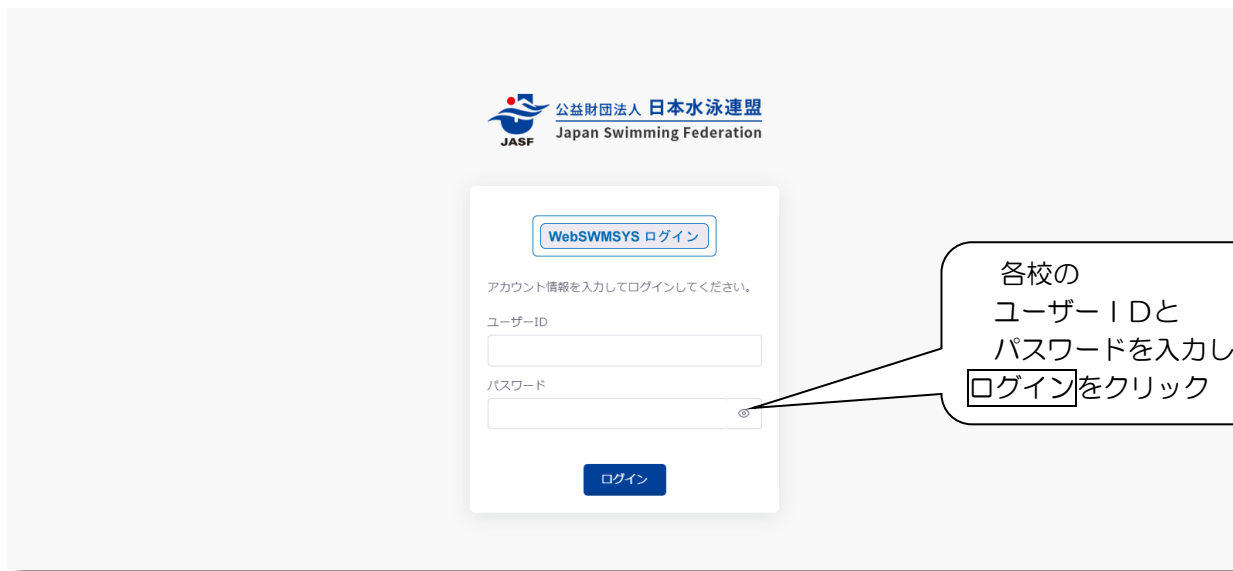 公益財団法人 日本水泳連盟
Japan Swimming Federation
JASF
WebSWMSYS ログイン
アカウント情報を入力してログインしてください。
ユーザーID
パスワード
ログイン
各校の
ユーザーＩＤと
パスワードを入力し
ログインをクリック